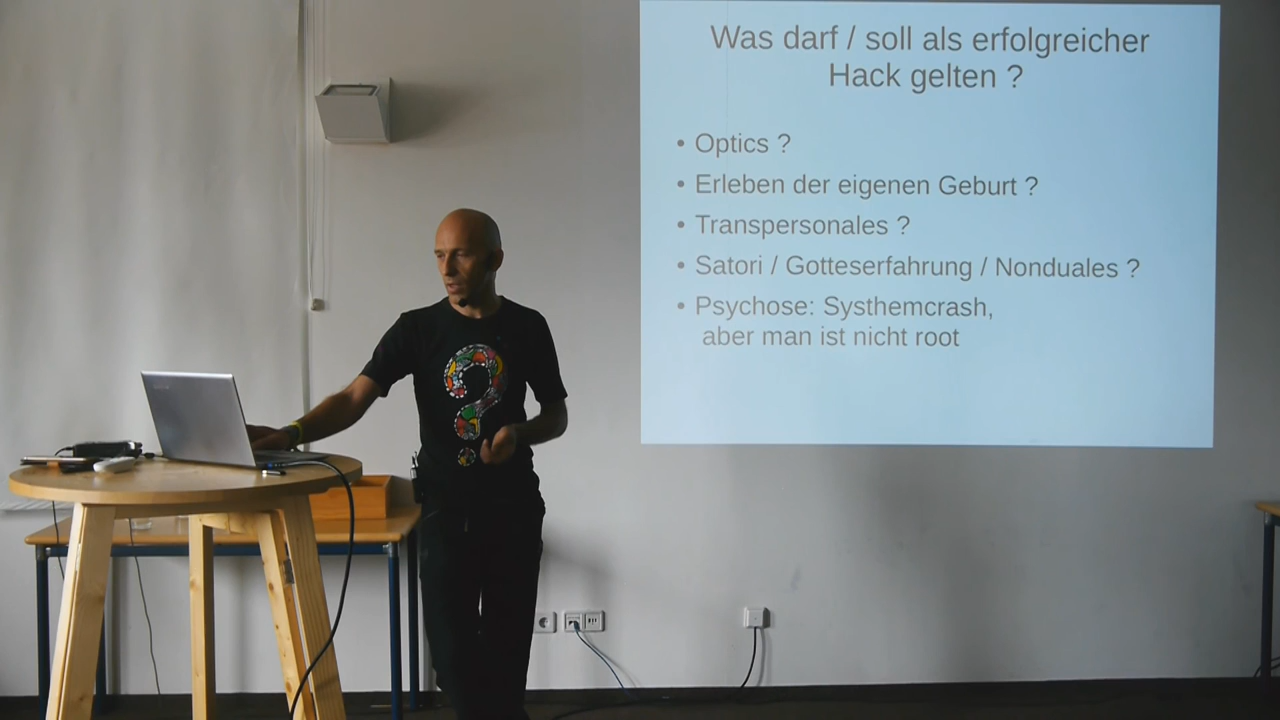 Was darf / soll als erfolgreicher
Hack gelten ?
• Optics ?
• Erleben der eigenen Geburt ?
• Transpersonales ?
• Satori / Gotteserfahrung / Nonduales ?
• Psychose: Systhemcrash,
aber man ist nicht root
?